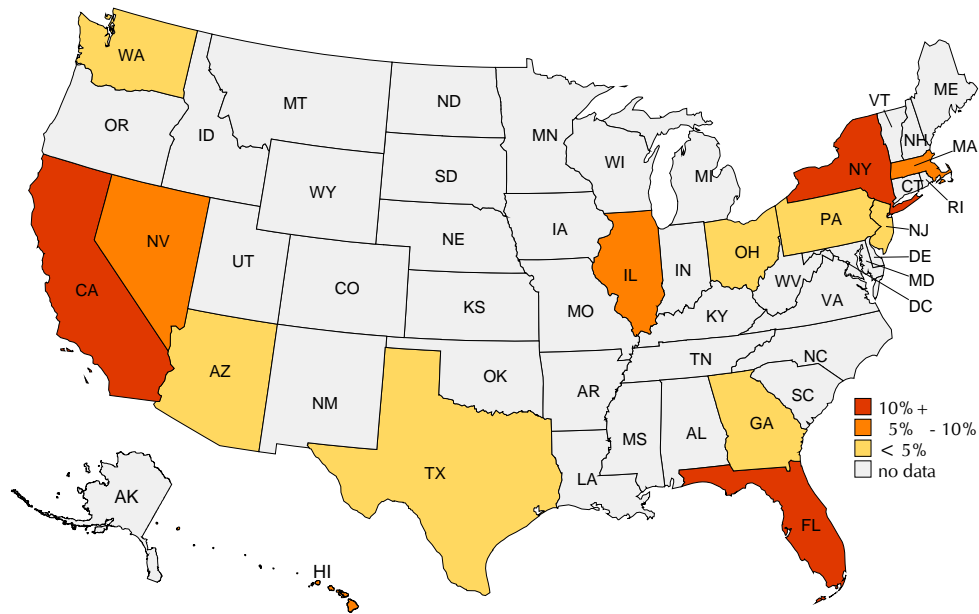 WA
MT
ND
OR
ID
MN
VT
ME
NH
SD
WI
MI
NY
MA
WY
CT
RI
NV
NE
IA
PA
NJ
UT
OH
IL
IN
DE
CA
CO
WV
MD
KS
MO
VA
DC
KY
NC
TN
AZ
OK
AR
NM
SC
GA
AL
MS
10%+
5% - 10%
< 5%
no data
TX
LA
AK
FL
HI